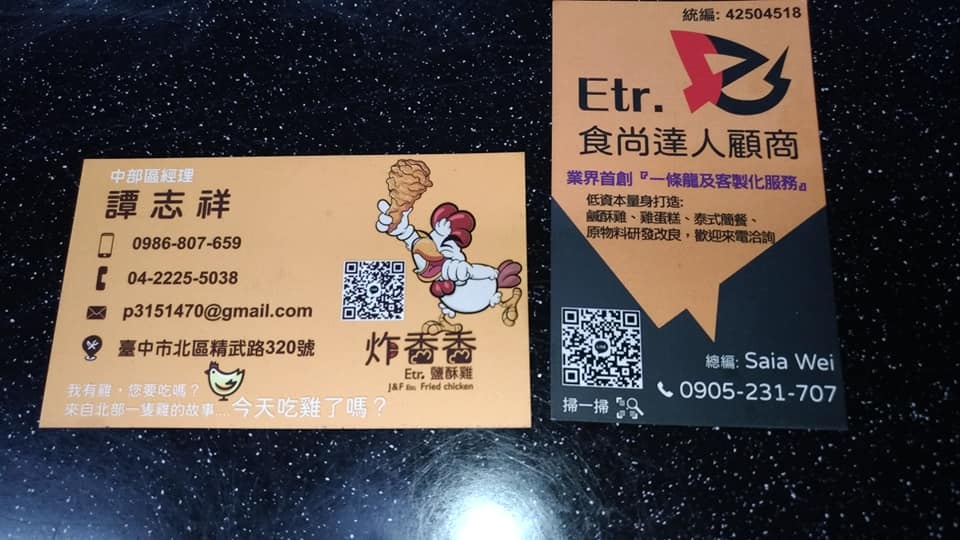 中部區經理
譚志祥
0986-807-659
04-2225-5038
p3151470@gmail.com
臺中市北區精武路320號
我有雞，您要吃嗎？
來自北部一隻雞的故事....今天吃雞了嗎？
炸香香
Etr. 鹽酥雞
J&F Etr. Fried chicken
統編: 42504518
Etr.
食尚達人顧商
業界首創『一條龍及客製化服務』
低資本量身打造:
鹹酥雞、雞蛋糕、泰式簡餐、
原物料研發改良，歡迎來電洽詢
總編: Saia Wei
0905-231-707
掃一掃